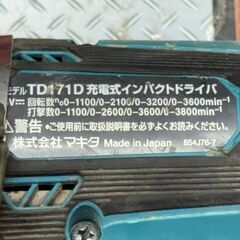 モデル TD171D 充電式インパクトドライバ
V⎓ 回転数n₀0-1100/0-2100/0-3200/0-3600min⁻¹
打撃数0-1100/0-2600/0-3600/0-3800min⁻¹
⚠警告 • ご使用前に取扱説明書を必ずよくお読みください。
株式会社 マキタ Made in Japan 854J76-7